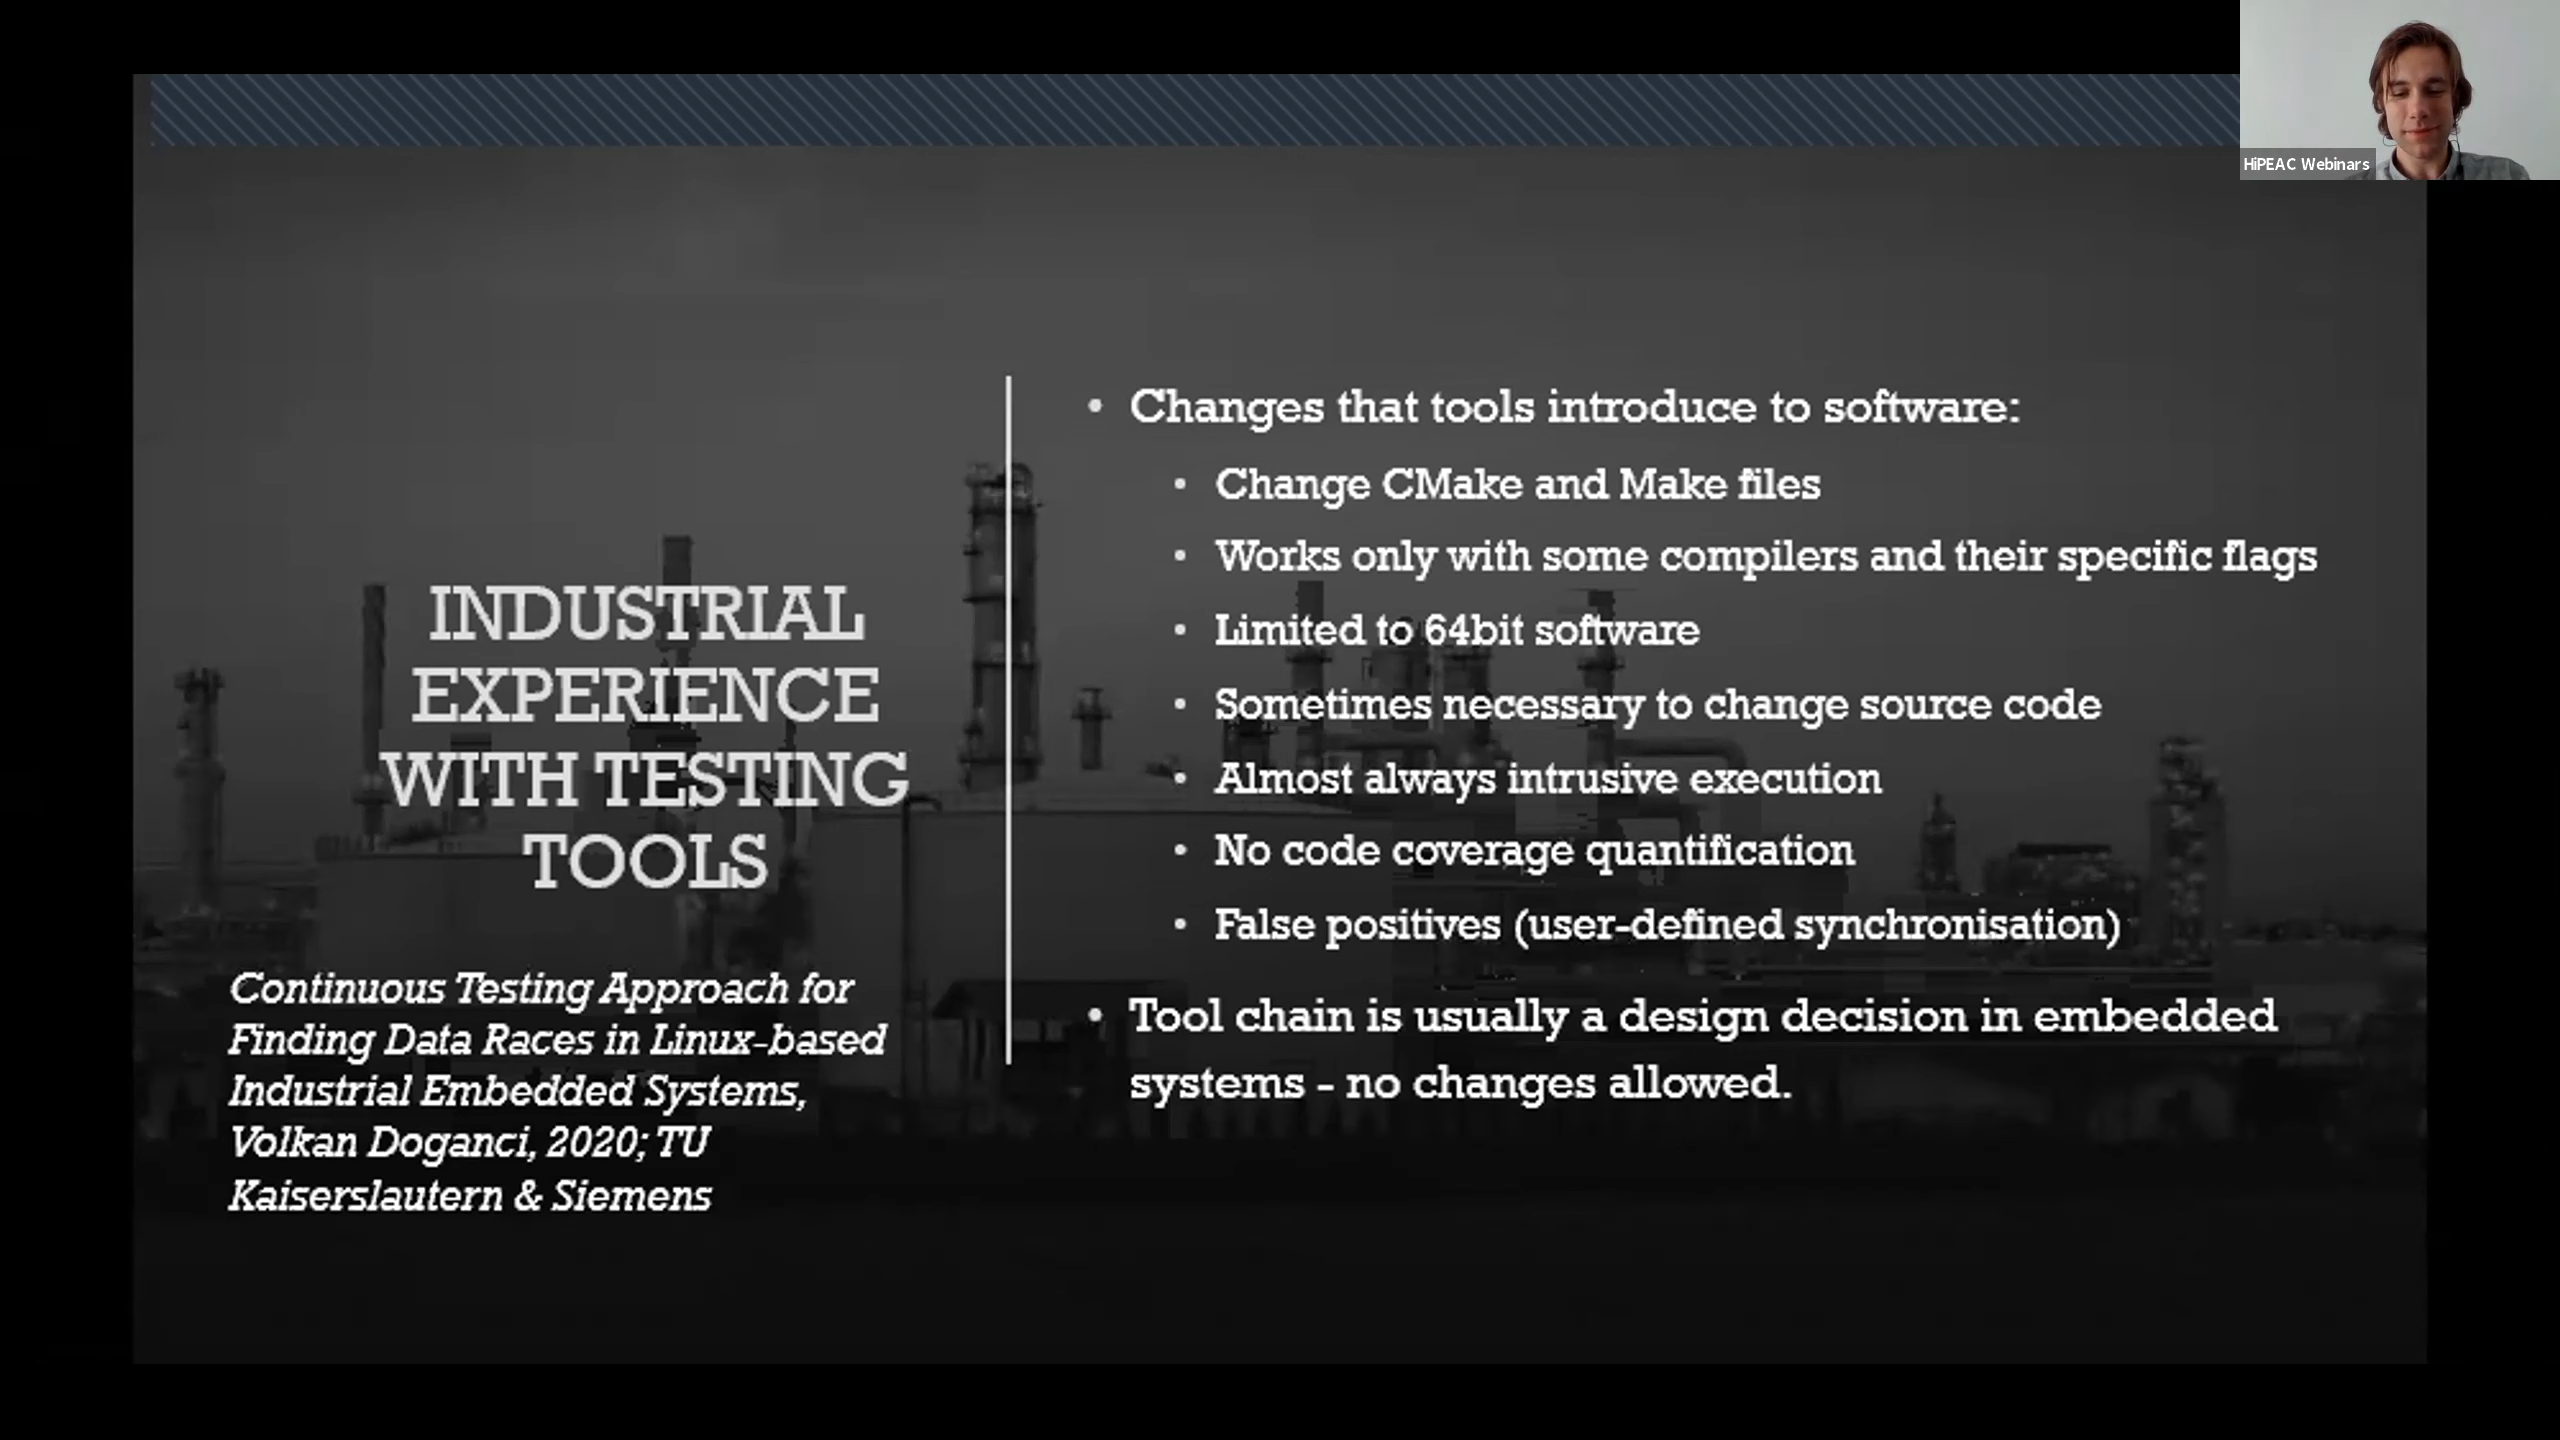 HiPEAC Webinars
INDUSTRIAL
EXPERIENCE
WITH TESTING
TOOLS
Continuous Testing Approach for
Finding Data Races in Linux-based
Industrial Embedded Systems,
Volkan Doganci, 2020; TU
Kaiserslautern & Siemens
• Changes that tools introduce to software:
• Change CMake and Make files
• Works only with some compilers and their specific flags
• Limited to 64bit software
• Sometimes necessary to change source code
• Almost always intrusive execution
• No code coverage quantification
• False positives (user-defined synchronisation)
• Tool chain is usually a design decision in embedded
systems - no changes allowed.